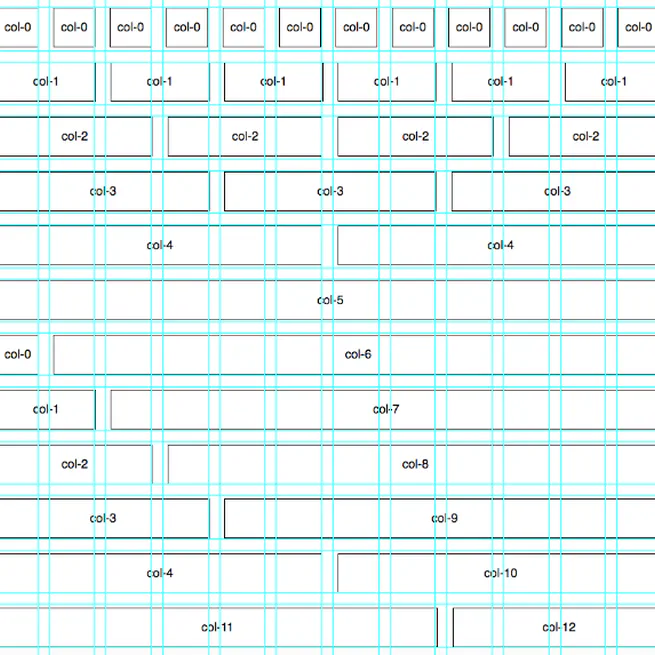 col-0 col-0 col-0 col-0 col-0 col-0 col-0 col-0 col-0 col-0 col-0 col-0
col-1 col-1 col-1 col-1 col-1 col-1
col-2 col-2 col-2 col-2
col-3 col-3 col-3
col-4 col-4
col-5
col-0 col-6
col-1 col-7
col-2 col-8
col-3 col-9
col-4 col-10
col-11 col-12